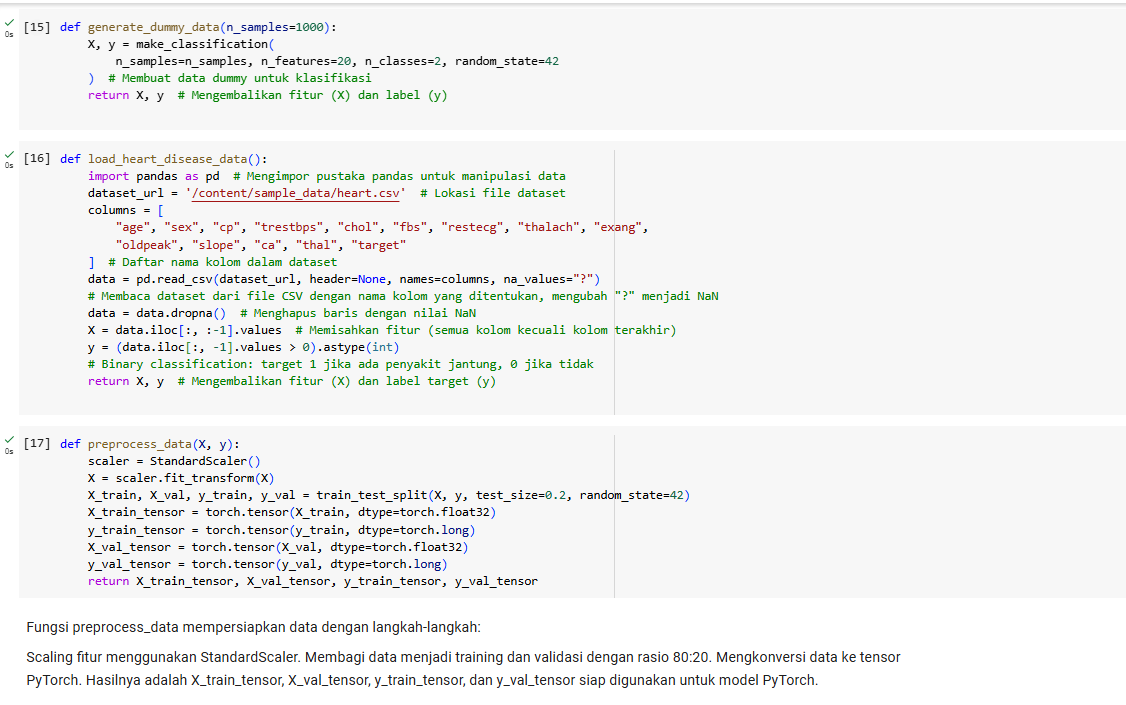 [15] def generate_dummy_data(n_samples=1000):
X, y = make_classification(
n_samples=n_samples, n_features=20, n_classes=2, random_state=42
) # Membuat data dummy untuk klasifikasi
return X, y # Mengembalikan fitur (X) dan label (y)
0s
[16] def load_heart_disease_data():
import pandas as pd # Mengimpor pustaka pandas untuk manipulasi data
dataset_url = '/content/sample_data/heart.csv' # Lokasi file dataset
columns = [
"age", "sex", "cp", "trestbps", "chol", "fbs", "restecg", "thalach", "exang",
"oldpeak", "slope", "ca", "thal", "target"
] # Daftar nama kolom dalam dataset
data = pd.read_csv(dataset_url, header=None, names=columns, na_values="?")
# Membaca dataset dari file CSV dengan nama kolom yang ditentukan, mengubah "?" menjadi NaN
data = data.dropna() # Menghapus baris dengan nilai NaN
X = data.iloc[:, :-1].values # Memisahkan fitur (semua kolom kecuali kolom terakhir)
y = (data.iloc[:, -1].values > 0).astype(int)
# Binary classification: target 1 jika ada penyakit jantung, 0 jika tidak
return X, y # Mengembalikan fitur (X) dan label target (y)
0s
[17] def preprocess_data(X, y):
scaler = StandardScaler()
X = scaler.fit_transform(X)
X_train, X_val, y_train, y_val = train_test_split(X, y, test_size=0.2, random_state=42)
X_train_tensor = torch.tensor(X_train, dtype=torch.float32)
y_train_tensor = torch.tensor(y_train, dtype=torch.long)
X_val_tensor = torch.tensor(X_val, dtype=torch.float32)
y_val_tensor = torch.tensor(y_val, dtype=torch.long)
return X_train_tensor, X_val_tensor, y_train_tensor, y_val_tensor
0s
Fungsi preprocess_data mempersiapkan data dengan langkah-langkah:
Scaling fitur menggunakan StandardScaler. Membagi data menjadi training dan validasi dengan rasio 80:20. Mengkonversi data ke tensor
PyTorch. Hasilnya adalah X_train_tensor, X_val_tensor, y_train_tensor, dan y_val_tensor siap digunakan untuk model PyTorch.